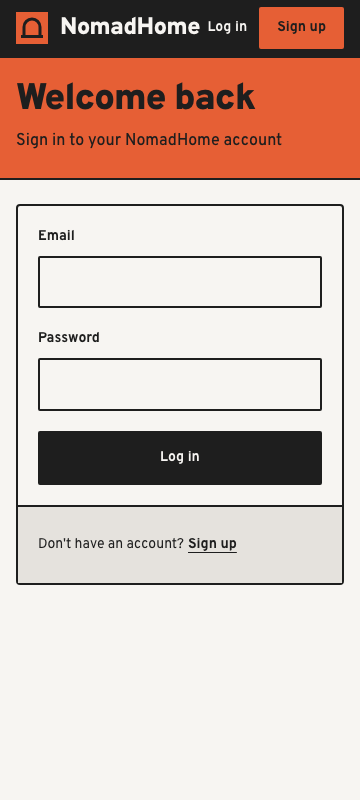 NomadHome Log in Sign up
Welcome back
Sign in to your NomadHome account
Email
Password
Log in
Don't have an account? Sign up